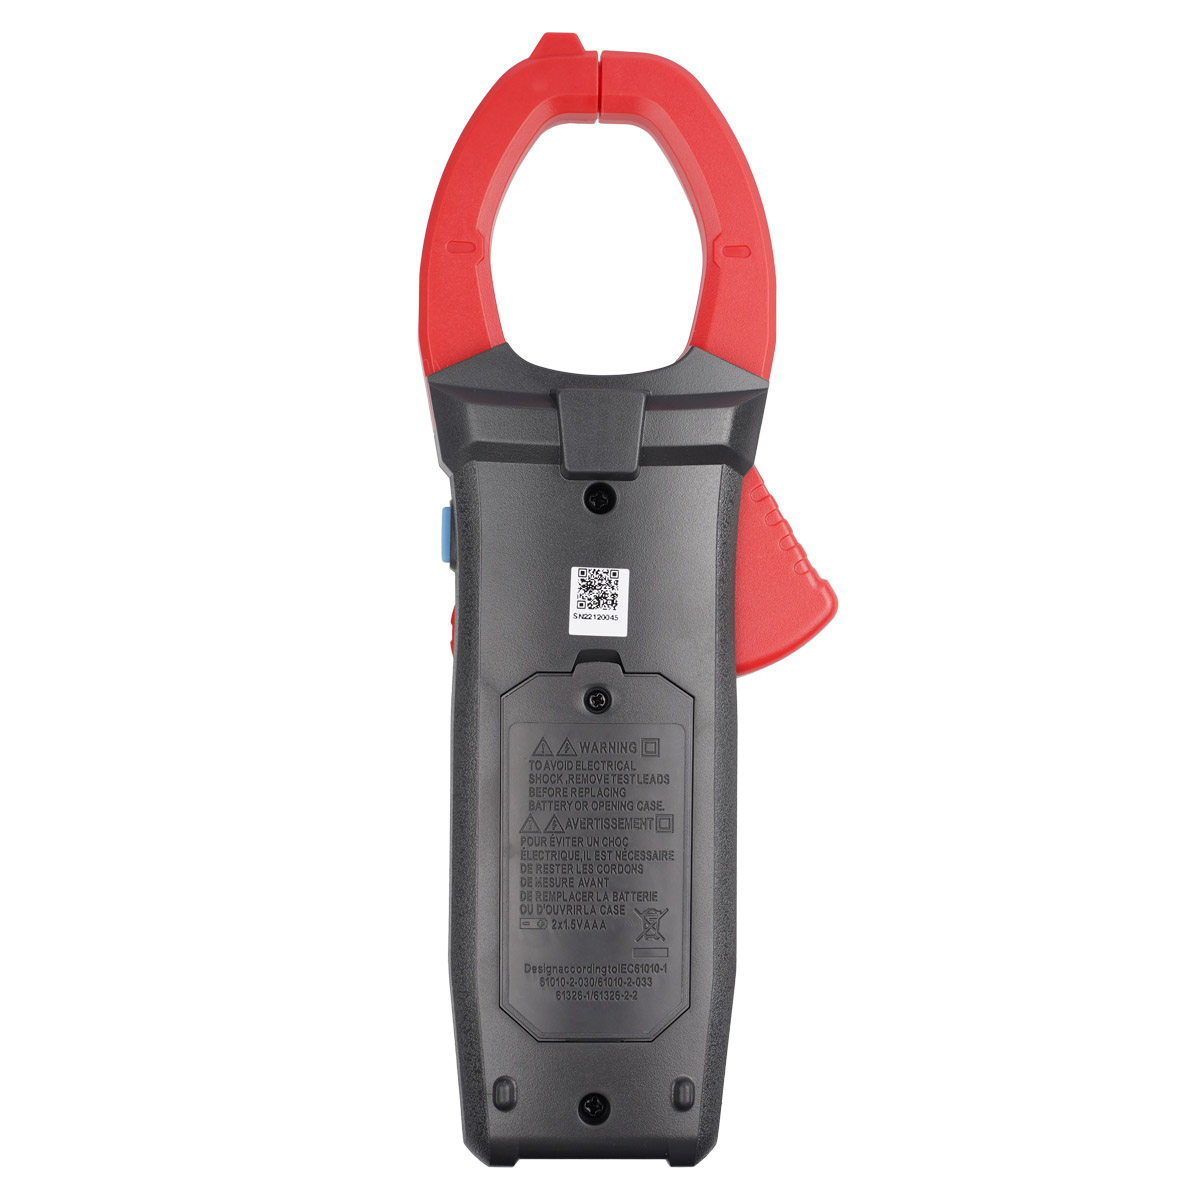 SN22120045
WARNING
TO AVOID ELECTRICAL
SHOCK ,REMOVE TEST LEADS
BEFORE REPLACING
BATTERY OR OPENING CASE.
AVERTISSEMENT
POUR ÉVITER UN CHOC
ÉLECTRIQUE,IL EST NÉCESSAIRE
DE RESTER LES CORDONS
DE MESURE AVANT
DE REMPLACER LA BATTERIE
OU D'OUVRIRLA CASE
2x1.5VAAA
DesignaccordingtoIEC61010-1
61010-2-030/61010-2-033
61326-1/61326-2-2